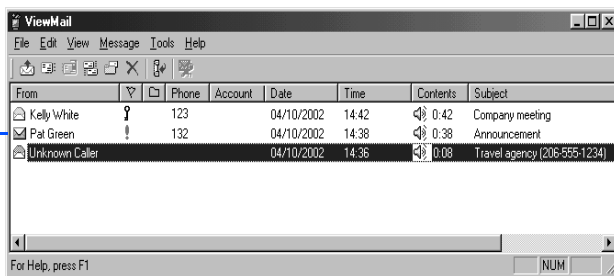 ViewMail
File Edit View Message Tools Help
From Phone Account Date Time Contents Subject
Kelly White 123 04/10/2002 14:42 0:42 Company meeting
Pat Green 132 04/10/2002 14:38 0:38 Announcement
Unknown Caller 04/10/2002 14:36 0:08 Travel agency (206-555-1234)
For Help, press F1 NUM